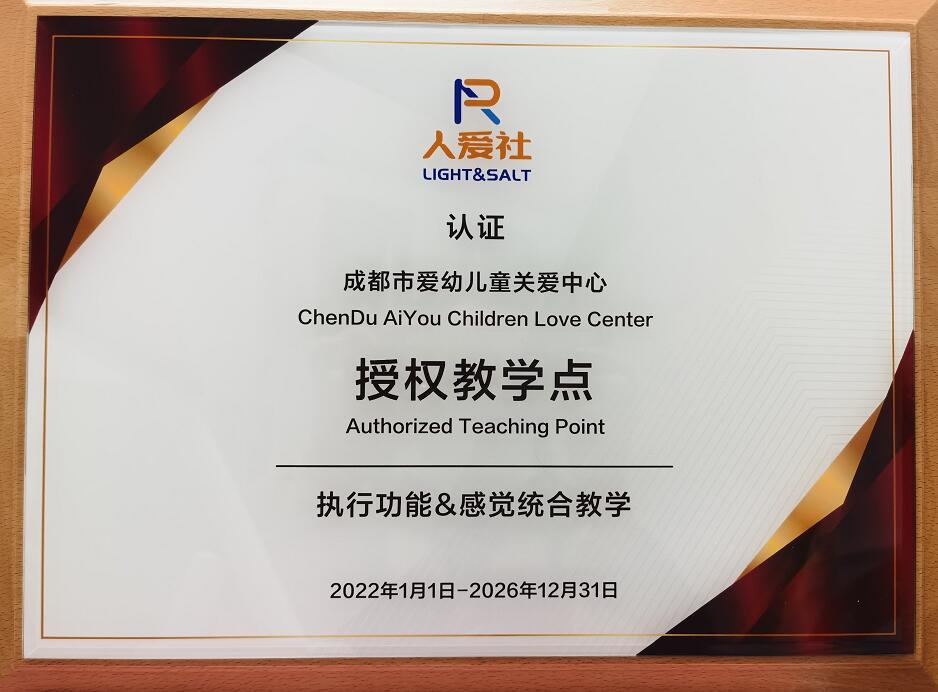 人爱社
LIGHT&SALT
认证
成都市爱幼儿童关爱中心
ChenDu AiYou Children Love Center
授权教学点
Authorized Teaching Point
执行功能&感觉统合教学
2022年1月1日-2026年12月31日